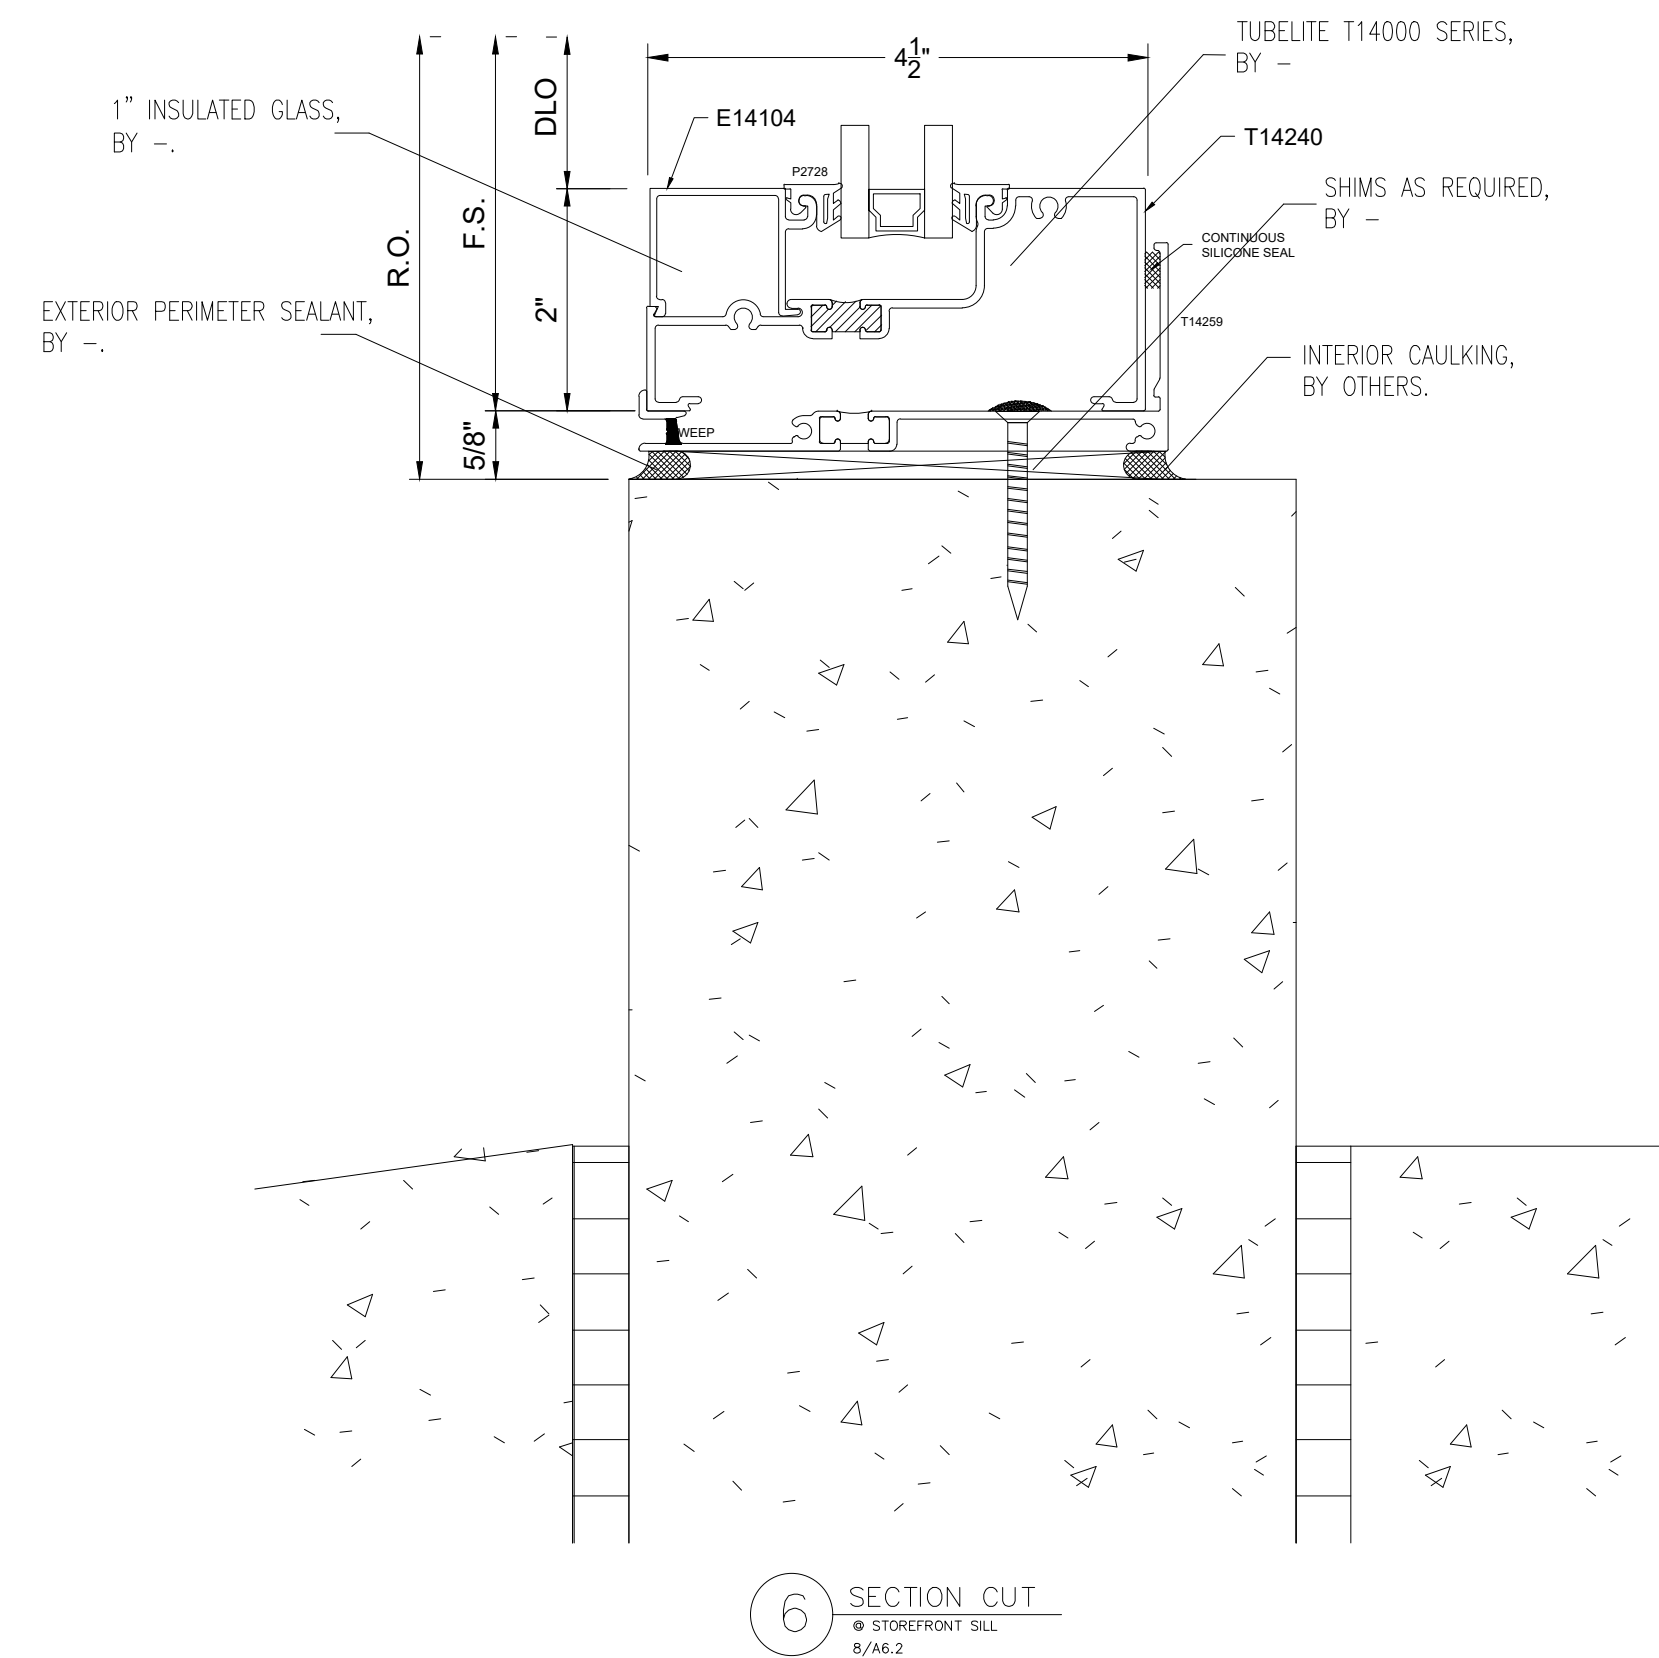 TUBELITE T14000 SERIES,
BY –
4 1/2"
1" INSULATED GLASS,
BY –.
DLO
E14104
T14240
P2728
SHIMS AS REQUIRED,
BY –
F.S.
R.O.
CONTINUOUS
SILICONE SEAL
2"
EXTERIOR PERIMETER SEALANT,
BY –.
T14259
INTERIOR CAULKING,
BY OTHERS.
5/8"
WEEP
6
SECTION CUT
@ STOREFRONT SILL
8/A6.2